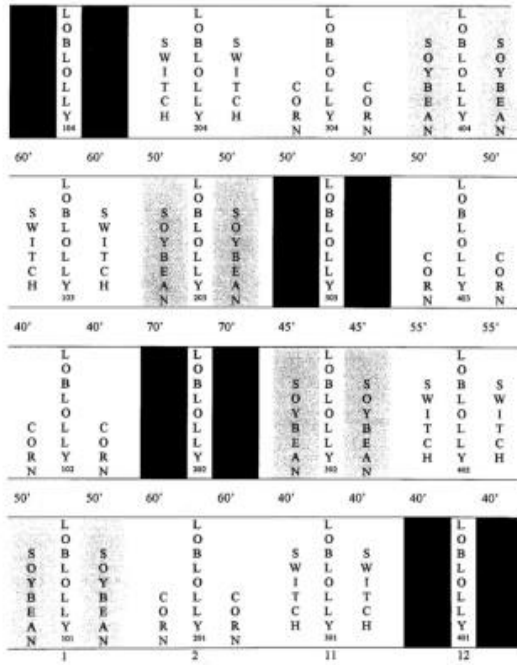 LOBLOLLY 104
SWITCH LOBLOLLY 204 SWITCH
CORN LOBLOLLY 304 CORN
SOYBEAN LOBLOLLY 404 SOYBEAN
60' 60' 50' 50' 50' 50' 50' 50'
SWITCH LOBLOLLY 103 SWITCH
SOYBEAN LOBLOLLY 203 SOYBEAN
LOBLOLLY 303
CORN LOBLOLLY 403 CORN
40' 40' 70' 70' 45' 45' 55' 55'
CORN LOBLOLLY 102 CORN
LOBLOLLY 202
SOYBEAN LOBLOLLY 302 SOYBEAN
SWITCH LOBLOLLY 402 SWITCH
50' 50' 60' 60' 40' 40' 40' 40'
SOYBEAN LOBLOLLY 101 SOYBEAN
CORN LOBLOLLY 201 CORN
SWITCH LOBLOLLY 301 SWITCH
LOBLOLLY 401
1 2 11 12